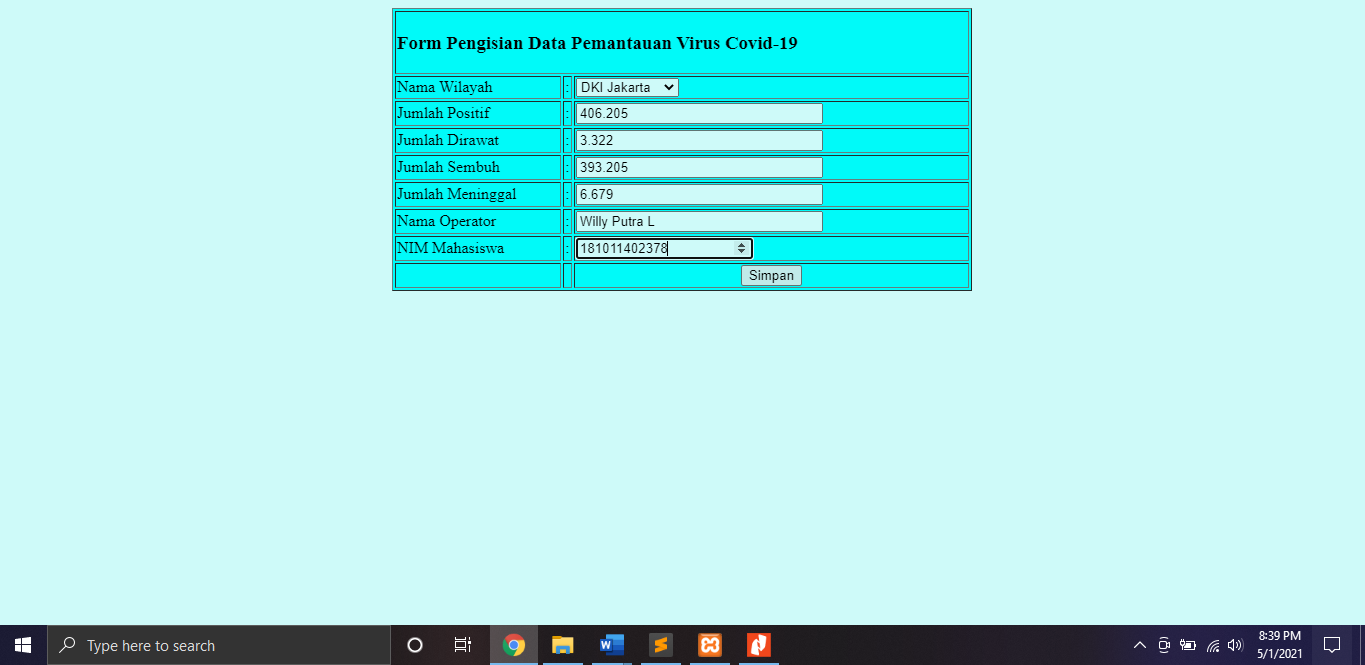 Form Pengisian Data Pemantauan Virus Covid-19
Nama Wilayah : DKI Jakarta
Jumlah Positif : 406.205
Jumlah Dirawat : 3.322
Jumlah Sembuh : 393.205
Jumlah Meninggal : 6.679
Nama Operator : Willy Putra L
NIM Mahasiswa : 181011402378
Simpan
Type here to search
8:39 PM
5/1/2021